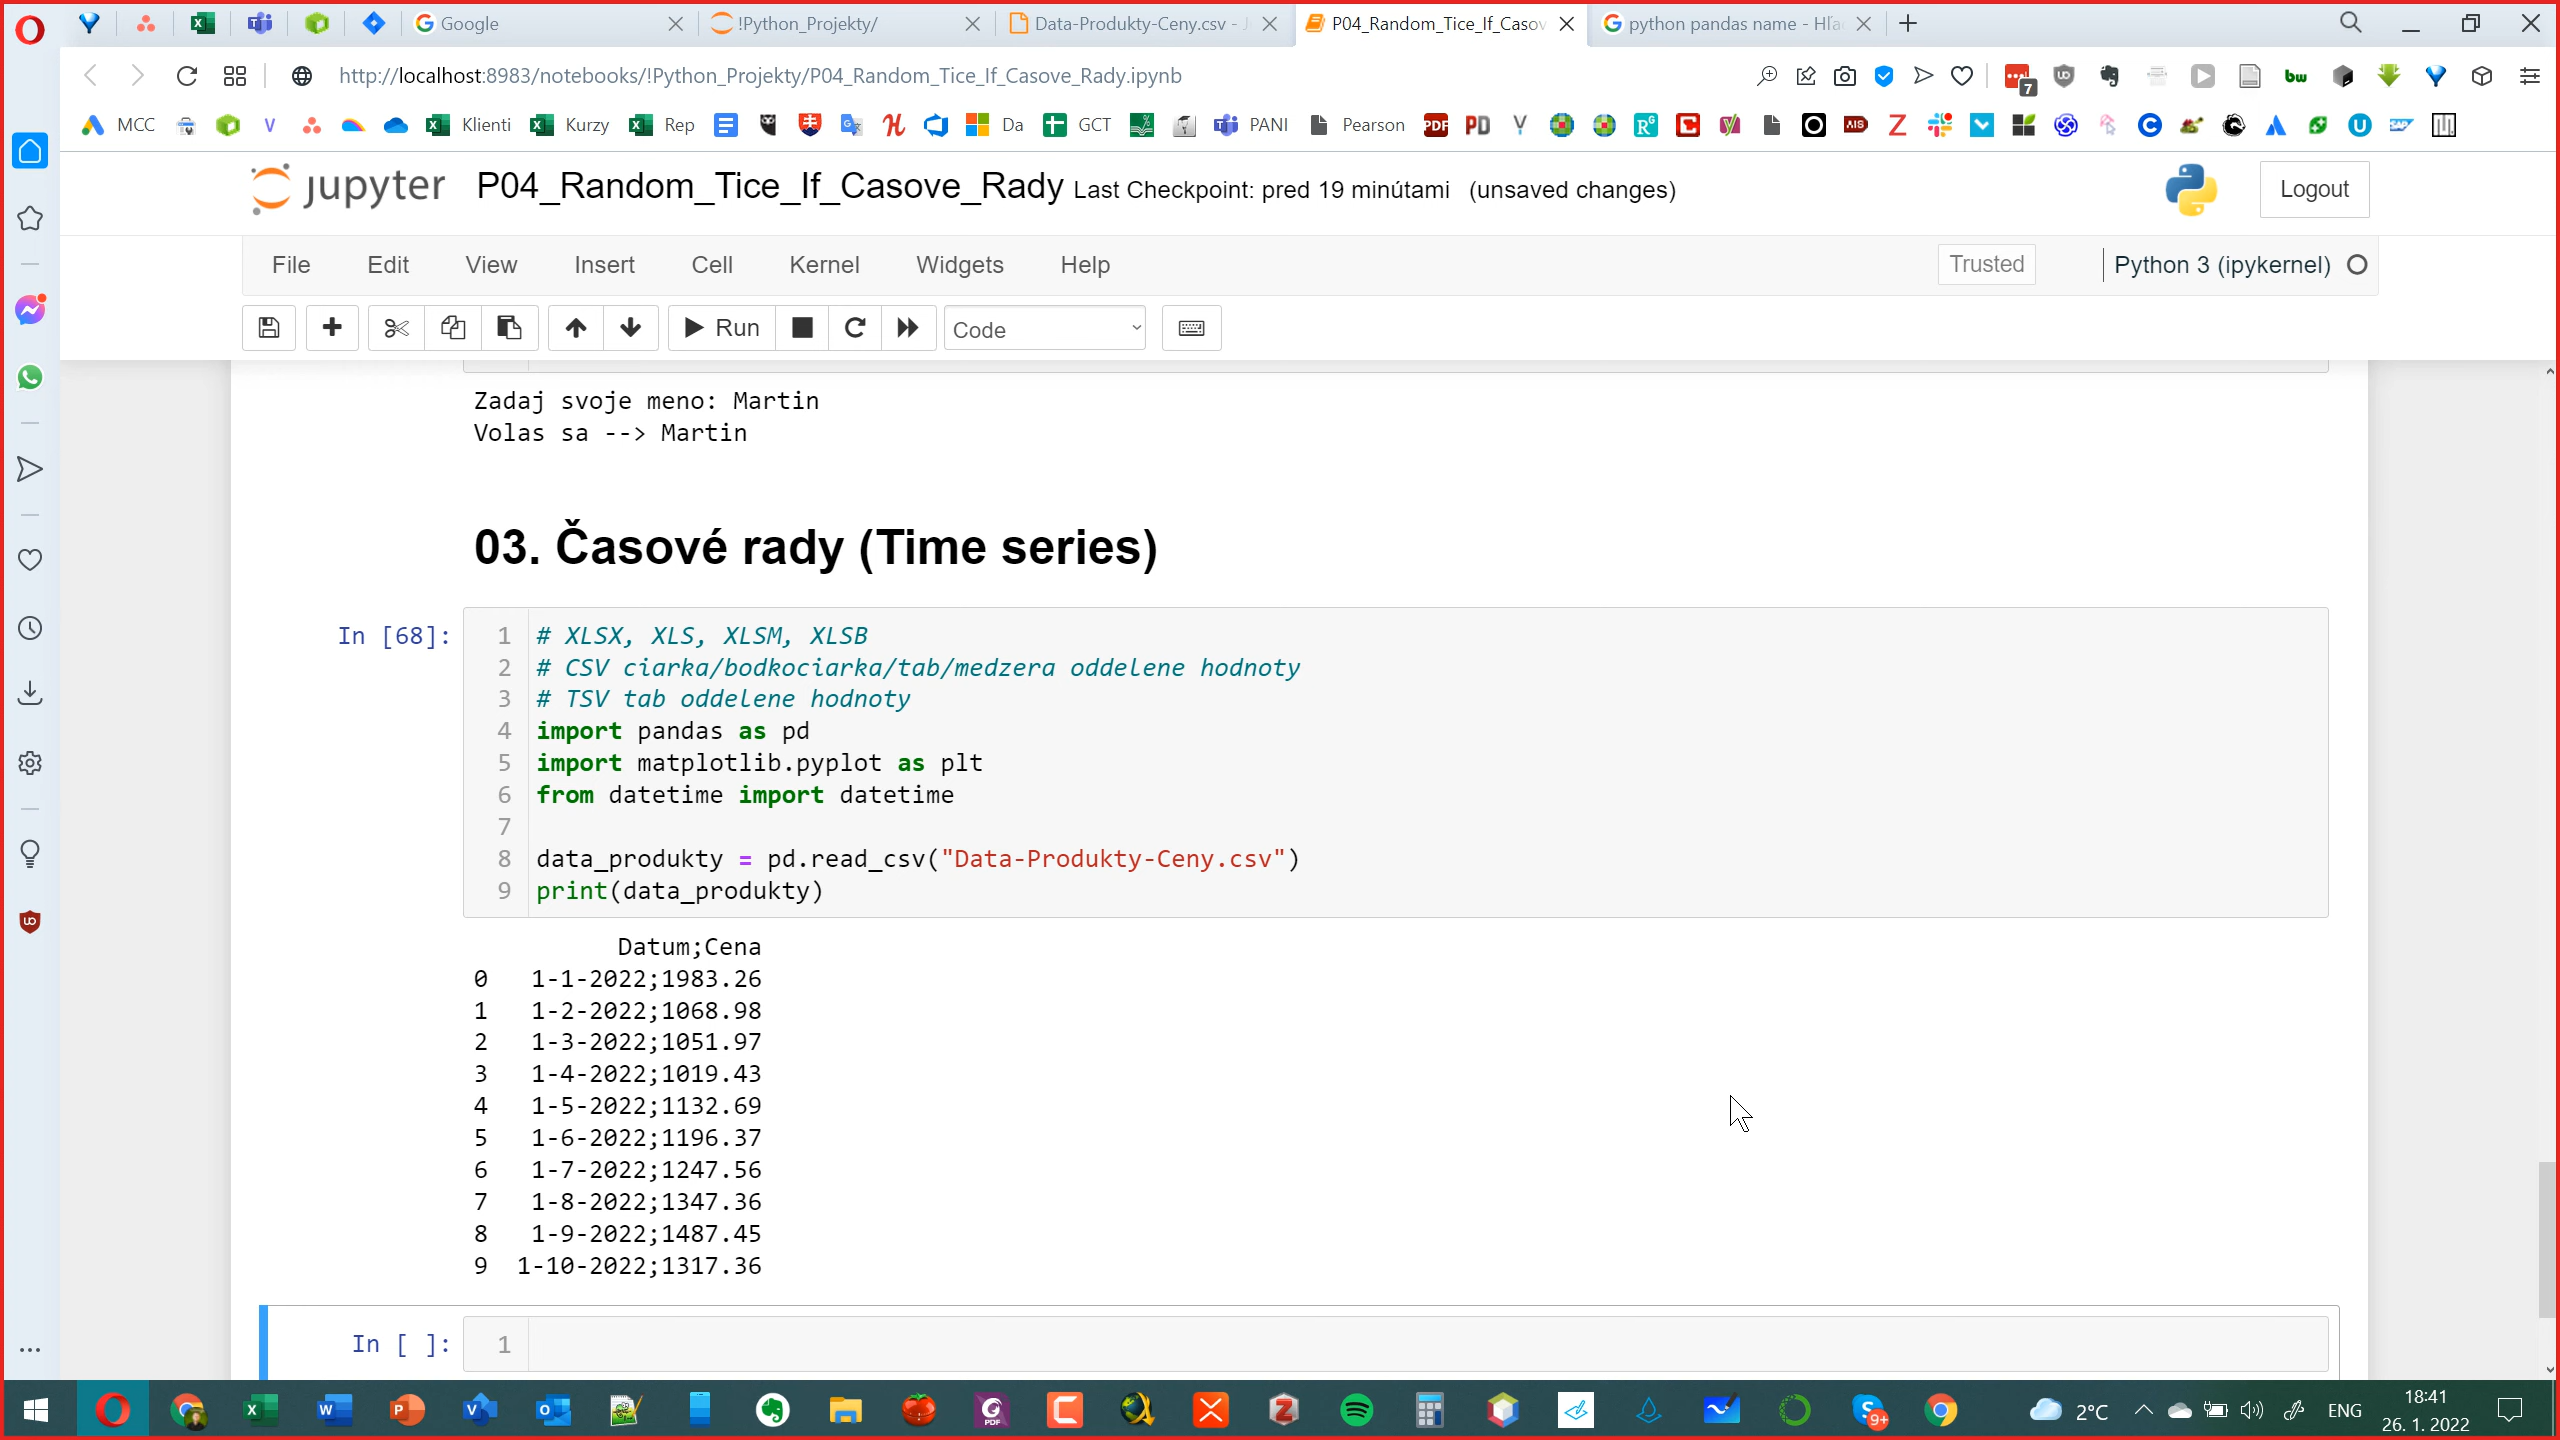 Google
!Python_Projekty/
Data-Produkty-Ceny.csv - J
P04_Random_Tice_If_Casov
python pandas name - Hľa
http://localhost:8983/notebooks/!Python_Projekty/P04_Random_Tice_If_Casove_Rady.ipynb
7
MCC
Klienti
Kurzy
Rep
Da
GCT
PANI
Pearson
jupyter
P04_Random_Tice_If_Casove_Rady
Last Checkpoint: pred 19 minútami (unsaved changes)
Logout
File
Edit
View
Insert
Cell
Kernel
Widgets
Help
Trusted
Python 3 (ipykernel)
Run
Code
Zadaj svoje meno: Martin
Volas sa --> Martin
03. Časové rady (Time series)
In [68]:
1 # XLSX, XLS, XLSM, XLSB
2 # CSV ciarka/bodkociarka/tab/medzera oddelene hodnoty
3 # TSV tab oddelene hodnoty
4 import pandas as pd
5 import matplotlib.pyplot as plt
6 from datetime import datetime
7
8 data_produkty = pd.read_csv("Data-Produkty-Ceny.csv")
9 print(data_produkty)
Datum;Cena
0 1-1-2022;1983.26
1 1-2-2022;1068.98
2 1-3-2022;1051.97
3 1-4-2022;1019.43
4 1-5-2022;1132.69
5 1-6-2022;1196.37
6 1-7-2022;1247.56
7 1-8-2022;1347.36
8 1-9-2022;1487.45
9 1-10-2022;1317.36
In [ ]:
1
2°C
ENG
18:41
26. 1. 2022